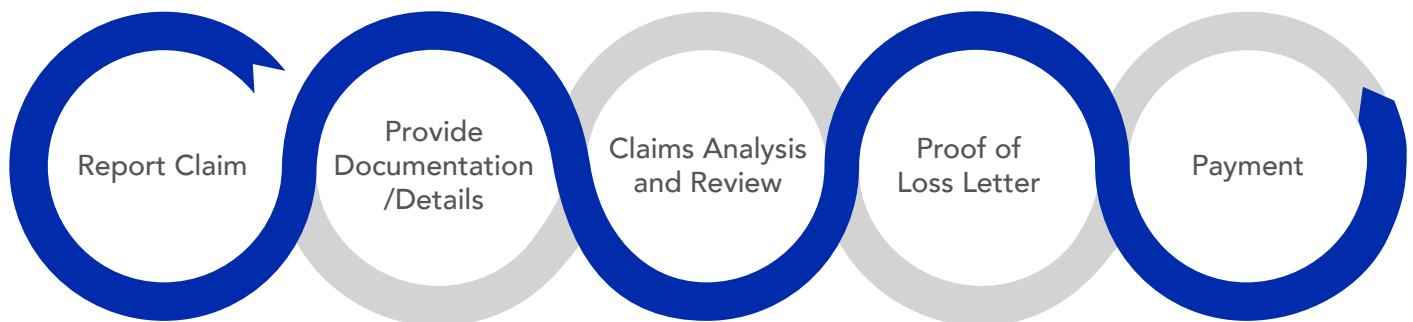 Report Claim
Provide
Documentation
/Details
Claims Analysis
and Review
Proof of
Loss Letter
Payment